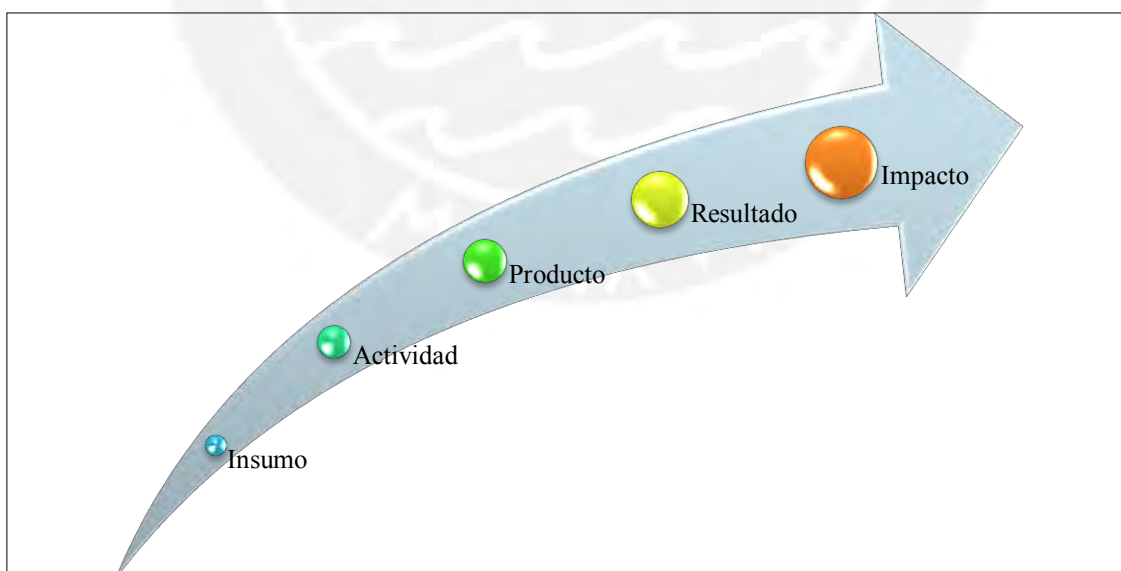 Impacto
Resultado
Producto
Actividad
Insumo